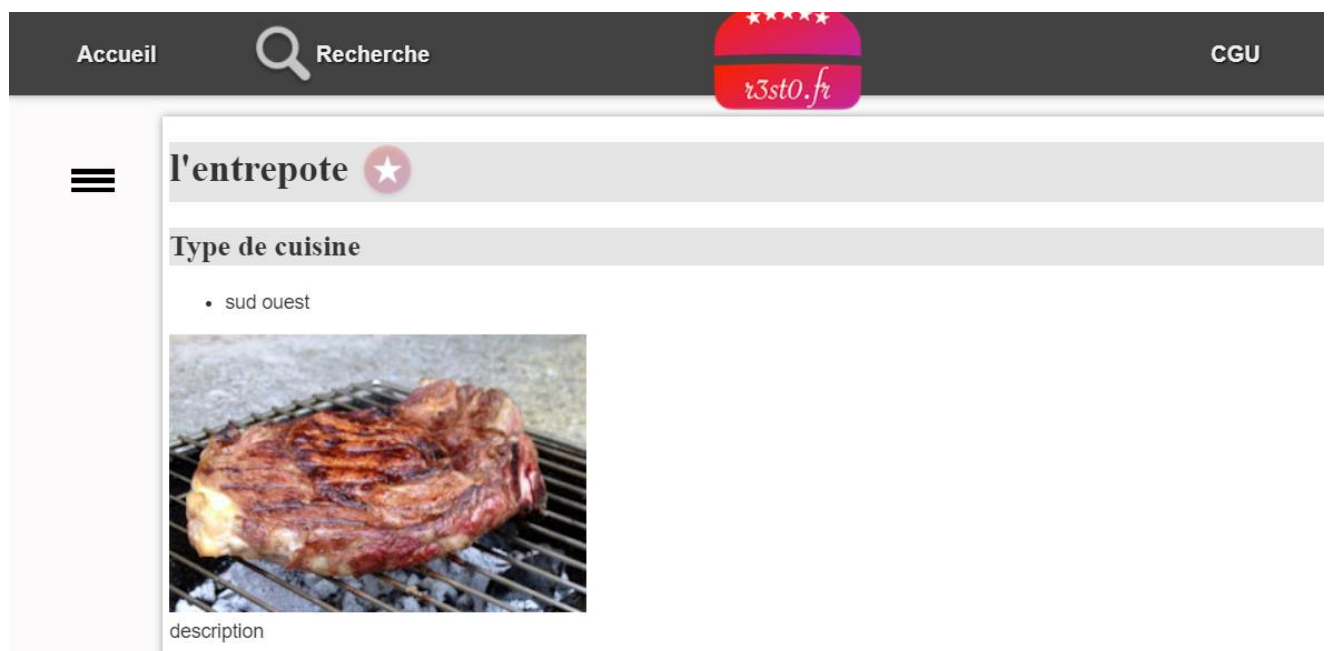 Accueil
Recherche
r3st0.fr
CGU
l'entrepote
Type de cuisine
sud ouest
description